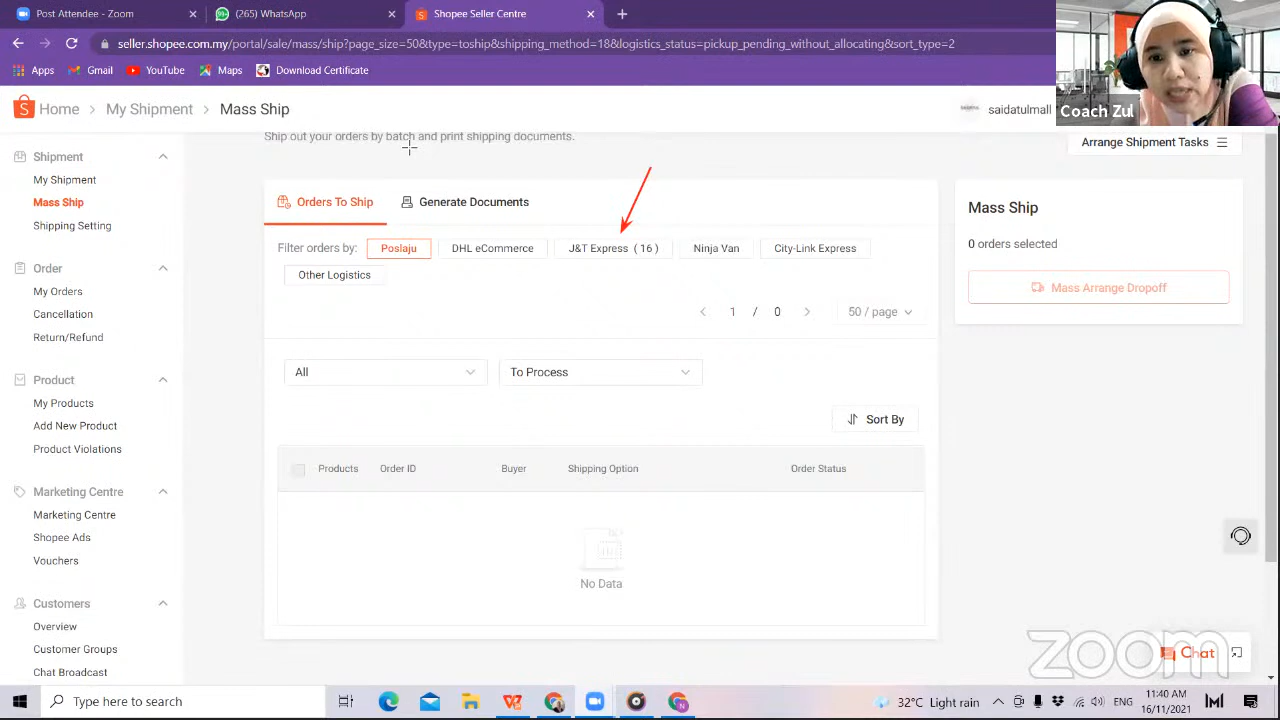 Post Attendee - Zoom
(265) WhatsApp
Shopee Seller Centre
seller.shopee.com.my/portal/sale/mass/ship?page_size=50&type=toship&shipping_method=18&logistics_status=pickup_pending_without_allocating&sort_type=2
Apps
Gmail
YouTube
Maps
Download Certificate
Coach Zul
Home > My Shipment > Mass Ship
saidatulmall
Ship out your orders by batch and print shipping documents.
Arrange Shipment Tasks
Shipment
My Shipment
Mass Ship
Shipping Setting
Order
My Orders
Cancellation
Return/Refund
Product
My Products
Add New Product
Product Violations
Marketing Centre
Marketing Centre
Shopee Ads
Vouchers
Customers
Overview
Customer Groups
Chat Broadcast
Orders To Ship
Generate Documents
Filter orders by:
Poslaju
DHL eCommerce
J&T Express ( 16 )
Ninja Van
City-Link Express
Other Logistics
1 / 0
50 / page
All
To Process
Sort By
Products
Order ID
Buyer
Shipping Option
Order Status
No Data
Mass Ship
0 orders selected
Mass Arrange Dropoff
zoom
Chat
Type here to search
32°C Light rain
ENG
11:40 AM
16/11/2021